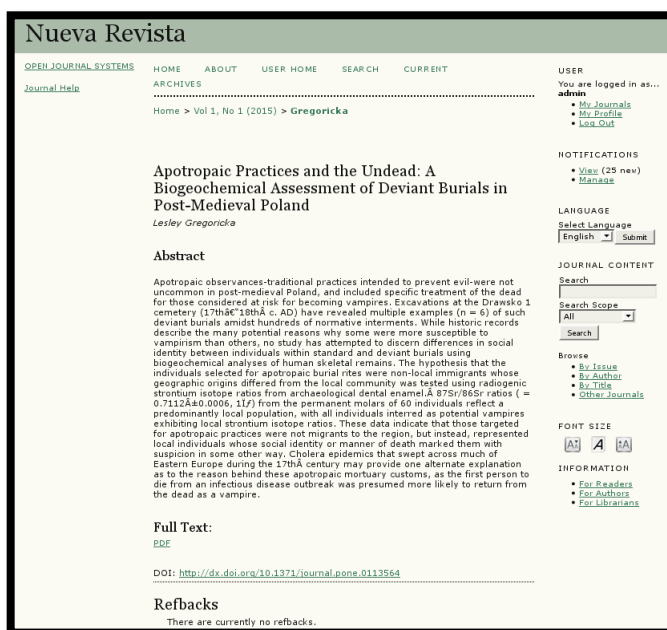 Nueva Revista
OPEN JOURNAL SYSTEMS
Journal Help
HOME ABOUT USER HOME SEARCH CURRENT
ARCHIVES
Home > Vol 1, No 1 (2015) > Gregoricka
Apotropaic Practices and the Undead: A
Biogeochemical Assessment of Deviant Burials in
Post-Medieval Poland
Lesley Gregoricka
Abstract
Apotropaic observances-traditional practices intended to prevent evil-were not
uncommon in post-medieval Poland, and included specific treatment of the dead
for those considered at risk for becoming vampires. Excavations at the Drawsko 1
cemetery (17thâ€“18thÂ c. AD) have revealed multiple examples (n = 6) of such
deviant burials amidst hundreds of normative interments. While historic records
describe the many potential reasons why some were more susceptible to
vampirism than others, no study has attempted to discern differences in social
identity between individuals within standard and deviant burials using
biogeochemical analyses of human skeletal remains. The hypothesis that the
individuals selected for apotropaic burial rites were non-local immigrants whose
geographic origins differed from the local community was tested using radiogenic
strontium isotope ratios from archaeological dental enamel.Â 87Sr/86Sr ratios ( =
0.7112Â±0.0006, 1Ïƒ) from the permanent molars of 60 individuals reflect a
predominantly local population, with all individuals interred as potential vampires
exhibiting local strontium isotope ratios. These data indicate that those targeted
for apotropaic practices were not migrants to the region, but instead, represented
local individuals whose social identity or manner of death marked them with
suspicion in some other way. Cholera epidemics that swept across much of
Eastern Europe during the 17thÂ century may provide one alternate explanation
as to the reason behind these apotropaic mortuary customs, as the first person to
die from an infectious disease outbreak was presumed more likely to return from
the dead as a vampire.
Full Text:
PDF
DOI: http://dx.doi.org/10.1371/journal.pone.0113564
Refbacks
There are currently no refbacks.
USER
You are logged in as...
admin
My Journals
My Profile
Log Out
NOTIFICATIONS
View (25 new)
Manage
LANGUAGE
Select Language
English Submit
JOURNAL CONTENT
Search
Search Scope
All
Search
Browse
By Issue
By Author
By Title
Other Journals
FONT SIZE
A A A
INFORMATION
For Readers
For Authors
For Librarians